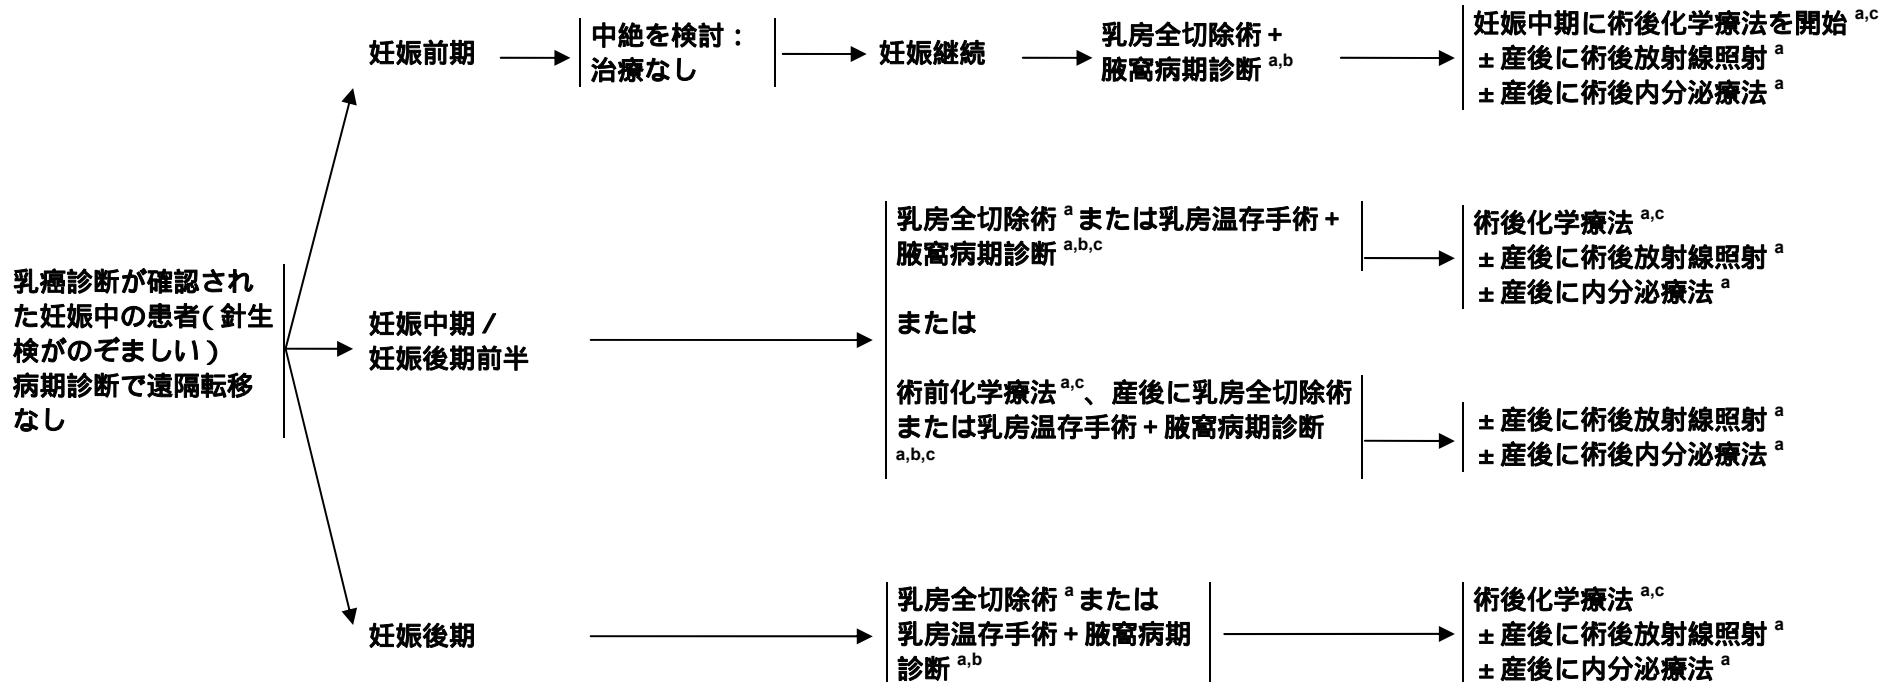 妊娠前期
中絶を検討：
治療なし
妊娠継続
乳房全切除術 +
腋窩病期診断 a,b
妊娠中期に術後化学療法を開始 a,c
± 産後に術後放射線照射 a
± 産後に術後内分泌療法 a
乳癌診断が確認され
た妊娠中の患者（針生
検がのぞましい）
病期診断で遠隔転移
なし
妊娠中期 /
妊娠後期前半
乳房全切除術 a または乳房温存手術 +
腋窩病期診断 a,b,c
または
術前化学療法 a,c、産後に乳房全切除術
または乳房温存手術 + 腋窩病期診断
a,b,c
術後化学療法 a,c
± 産後に術後放射線照射 a
± 産後に内分泌療法 a
± 産後に術後放射線照射 a
± 産後に術後内分泌療法 a
妊娠後期
乳房全切除術 a または
乳房温存手術 + 腋窩病期
診断 a,b
術後化学療法 a,c
± 産後に術後放射線照射 a
± 産後に内分泌療法 a